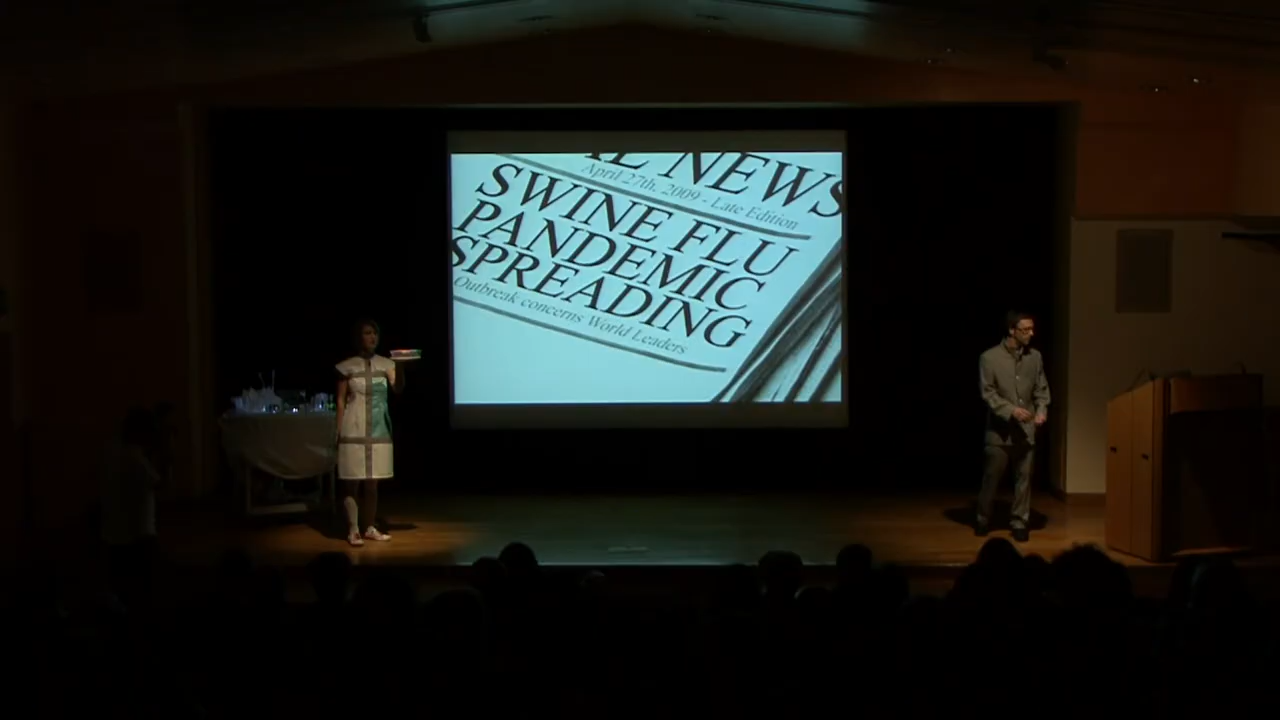 NEWS
April 27th, 2009 - Late Edition
SWINE FLU
PANDEMIC
SPREADING
Outbreak concerns World Leaders